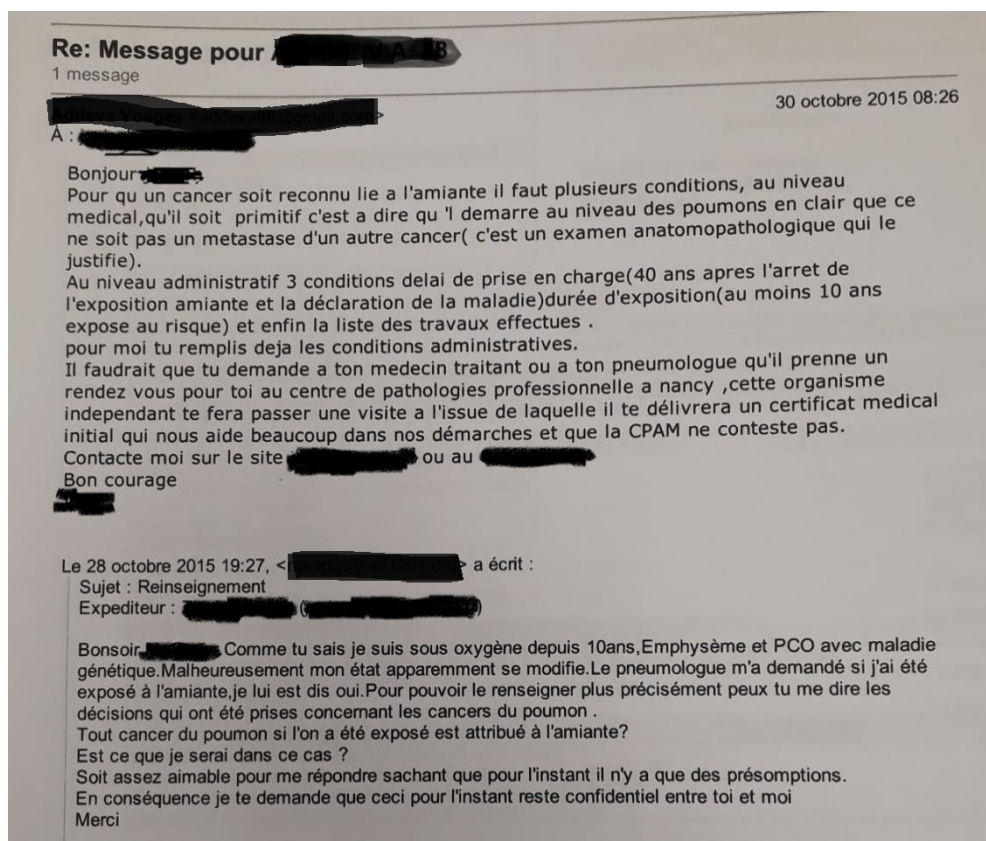 Re: Message pour
1 message
30 octobre 2015 08:26
À :
Bonjour
Pour qu un cancer soit reconnu lie a l'amiante il faut plusieurs conditions, au niveau
medical,qu'il soit primitif c'est a dire qu 'l demarre au niveau des poumons en clair que ce
ne soit pas un metastase d'un autre cancer( c'est un examen anatomopathologique qui le
justifie).
Au niveau administratif 3 conditions delai de prise en charge(40 ans apres l'arret de
l'exposition amiante et la déclaration de la maladie)durée d'exposition(au moins 10 ans
expose au risque) et enfin la liste des travaux effectues .
pour moi tu remplis deja les conditions administratives.
Il faudrait que tu demande a ton medecin traitant ou a ton pneumologue qu'il prenne un
rendez vous pour toi au centre de pathologies professionnelle a nancy ,cette organisme
independant te fera passer une visite a l'issue de laquelle il te délivrera un certificat medical
initial qui nous aide beaucoup dans nos démarches et que la CPAM ne conteste pas.
Contacte moi sur le site ou au
Bon courage
Le 28 octobre 2015 19:27, < > a écrit :
Sujet : Reinseignement
Expediteur : ( )
Bonsoir, Comme tu sais je suis sous oxygène depuis 10ans,Emphysème et PCO avec maladie
génétique.Malheureusement mon état apparemment se modifie.Le pneumologue m'a demandé si j'ai été
exposé à l'amiante,je lui est dis oui.Pour pouvoir le renseigner plus précisément peux tu me dire les
décisions qui ont été prises concernant les cancers du poumon .
Tout cancer du poumon si l'on a été exposé est attribué à l'amiante?
Est ce que je serai dans ce cas ?
Soit assez aimable pour me répondre sachant que pour l'instant il n'y a que des présomptions.
En conséquence je te demande que ceci pour l'instant reste confidentiel entre toi et moi
Merci